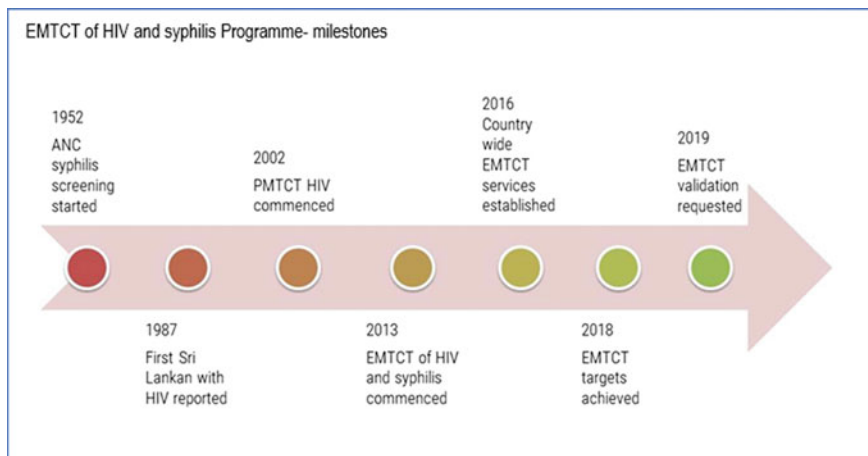 EMTCT of HIV and syphilis Programme- milestones
1952
ANC
syphilis
screening
started
1987
First Sri
Lankan with
HIV reported
2002
PMTCT HIV
commenced
2013
EMTCT of HIV
and syphilis
commenced
2016
Country
wide
EMTCT
services
established
2018
EMTCT
targets
achieved
2019
EMTCT
validation
requested